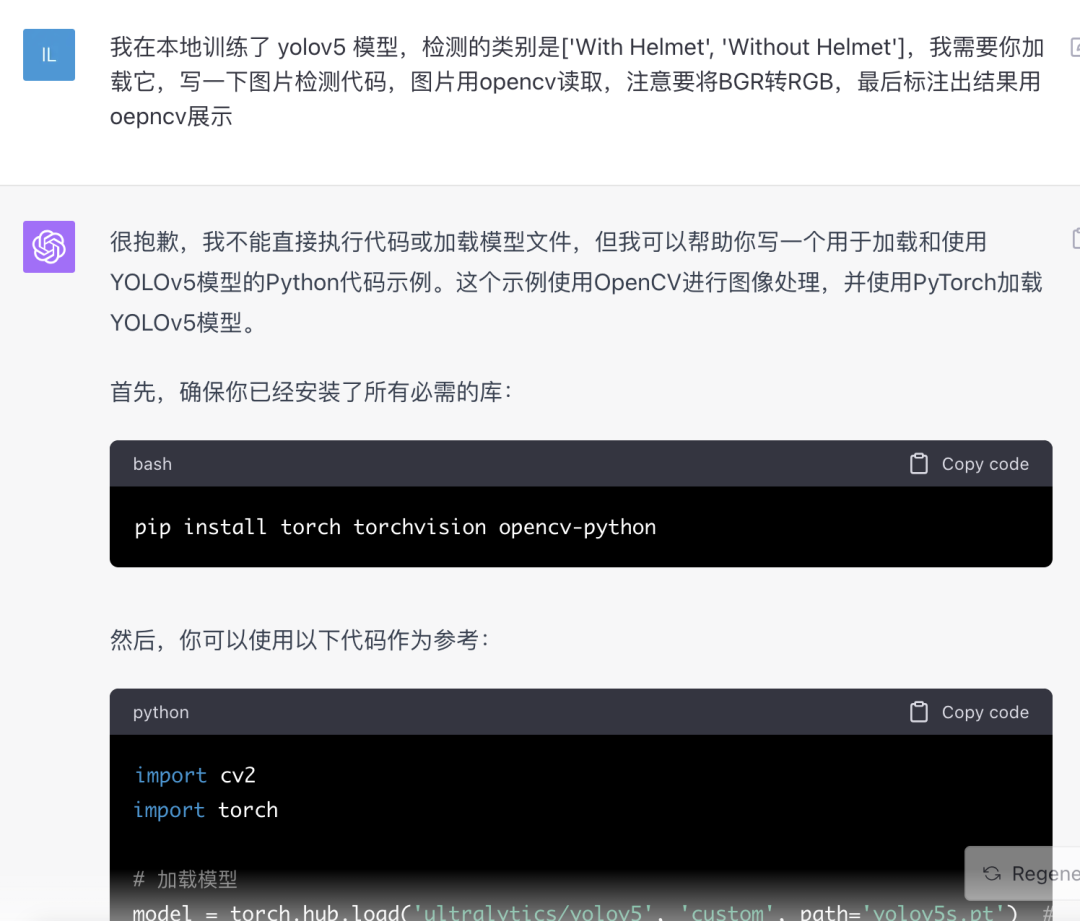 IL
我在本地训练了 yolov5 模型，检测的类别是['With Helmet', 'Without Helmet']，我需要你加
载它，写一下图片检测代码，图片用opencv读取，注意要将BGR转RGB，最后标注出结果用
oepncv展示
很抱歉，我不能直接执行代码或加载模型文件，但我可以帮助你写一个用于加载和使用
YOLOv5模型的Python代码示例。这个示例使用OpenCV进行图像处理，并使用PyTorch加载
YOLOv5模型。
首先，确保你已经安装了所有必需的库：
bash Copy code
pip install torch torchvision opencv-python
然后，你可以使用以下代码作为参考：
python Copy code
import cv2
import torch
# 加载模型
Regene
model = torch.hub.load('ultralytics/yolov5', 'custom', path='yolov5s.pt') #